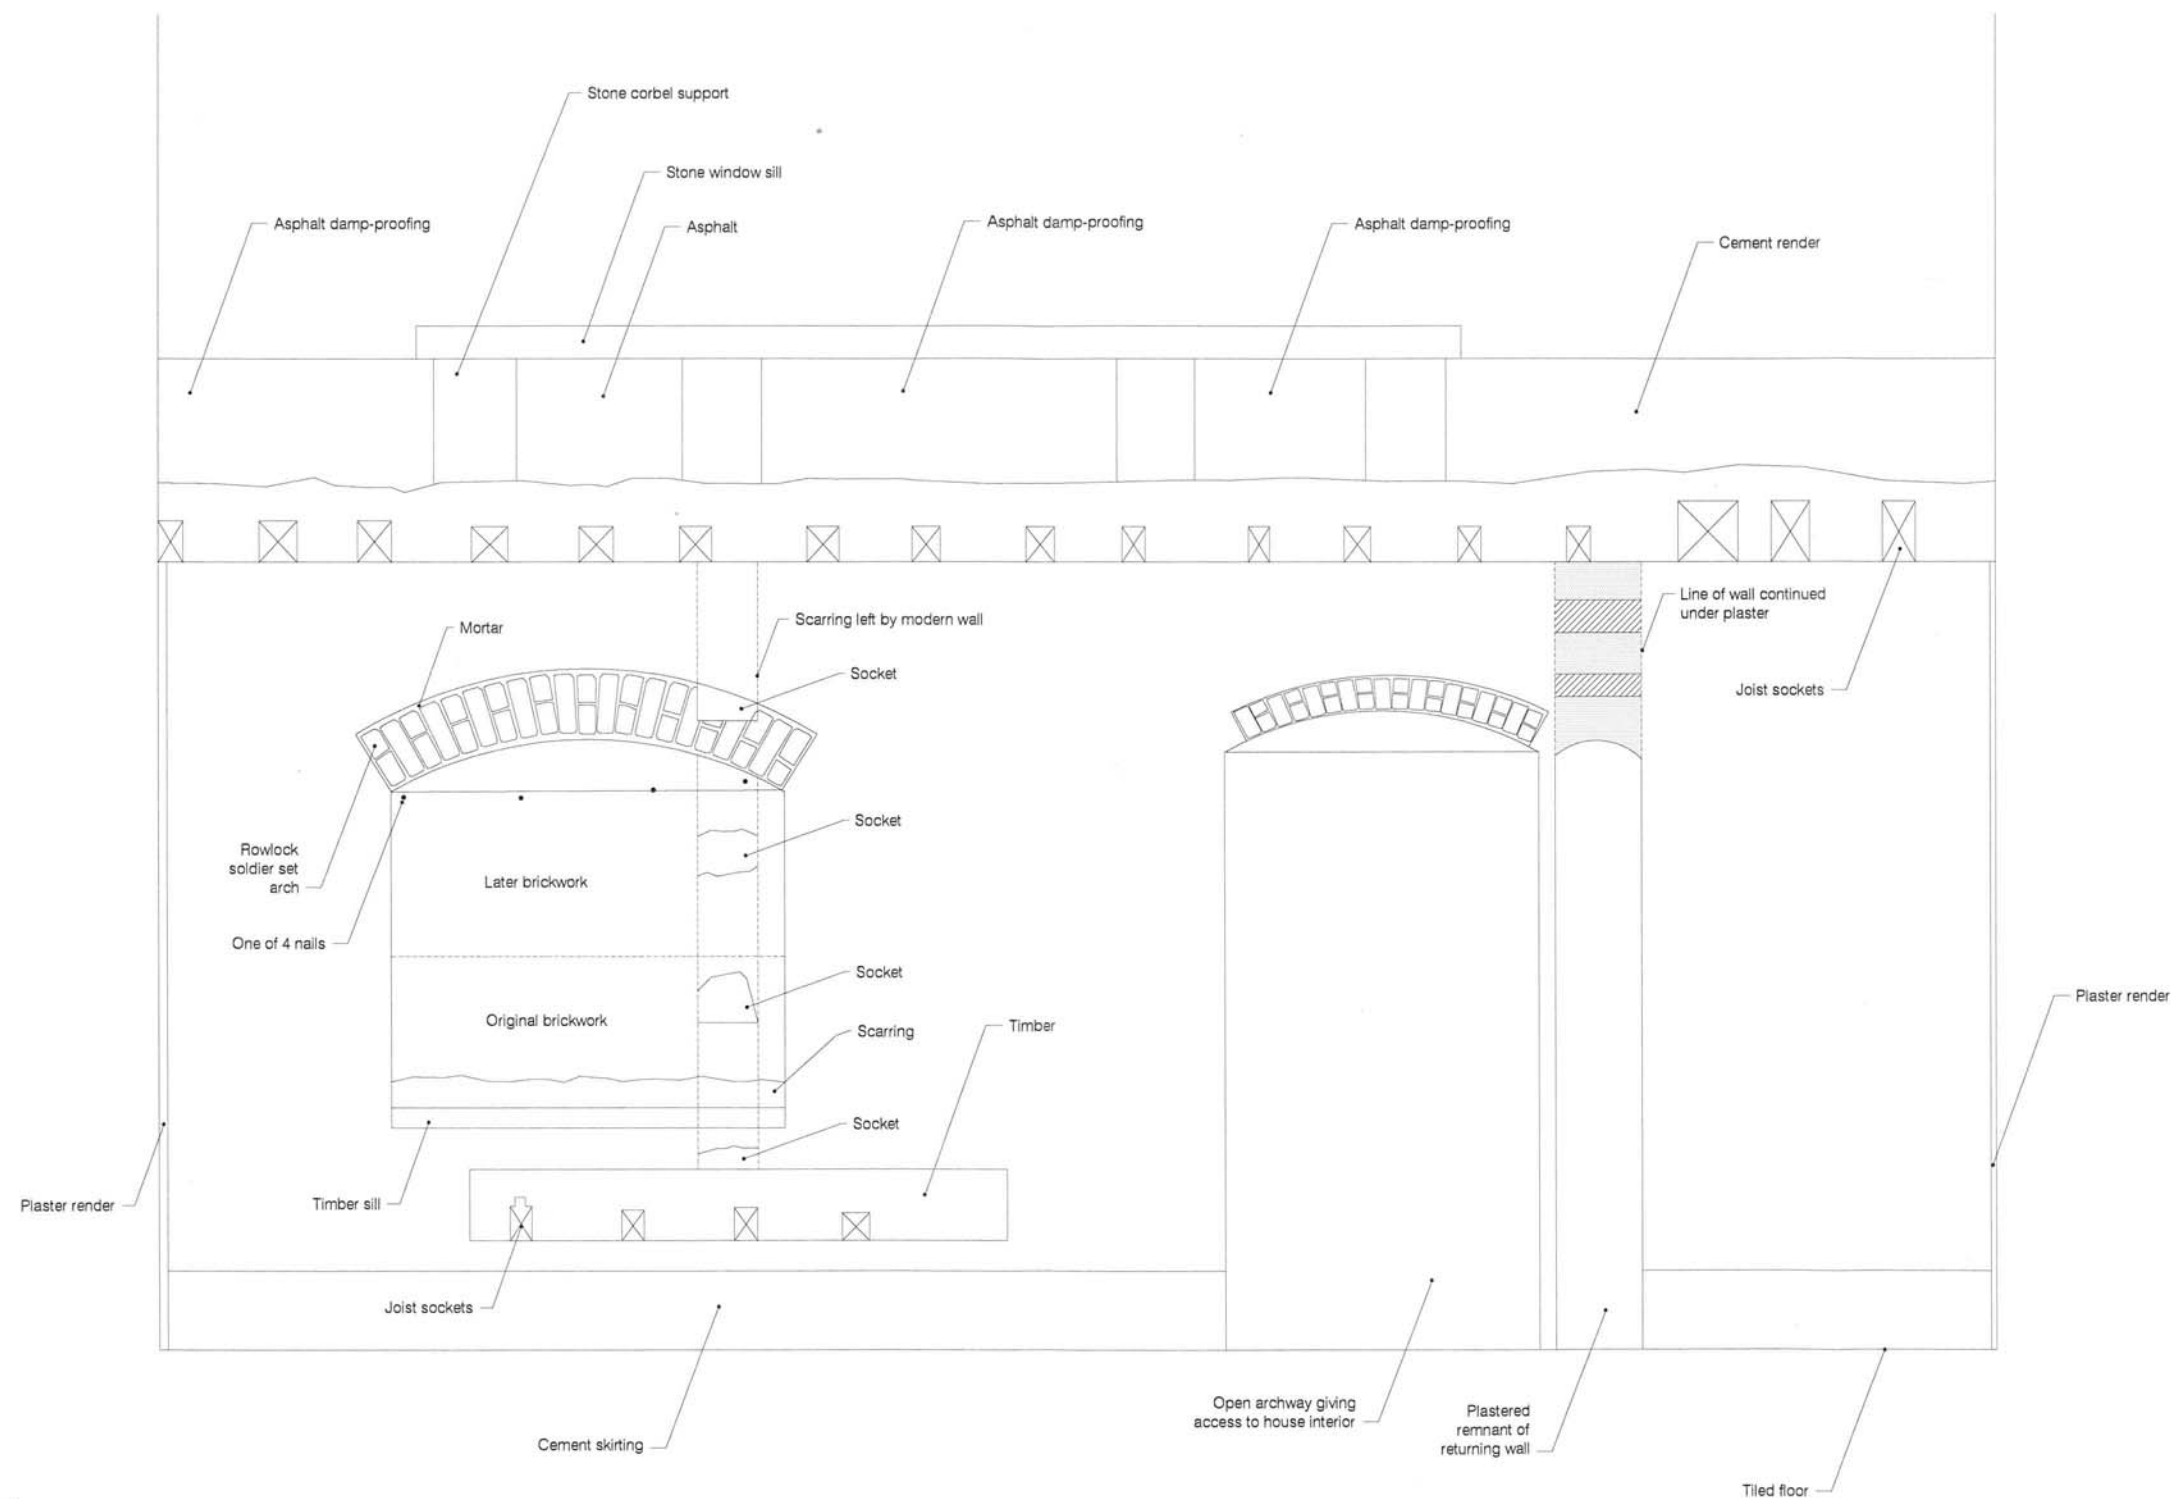 Stone corbel support
Stone window sill
Asphalt damp-proofing
Asphalt
Asphalt damp-proofing
Asphalt damp-proofing
Cement render
Line of wall continued
under plaster
Scarring left by modern wall
Mortar
Socket
Joist sockets
Socket
Rowlock
soldier set
arch
Later brickwork
One of 4 nails
Socket
Plaster render
Original brickwork
Scarring
Timber
Socket
Plaster render
Timber sill
Joist sockets
Open archway giving
access to house interior
Plastered
remnant of
returning wall
Cement skirting
Tiled floor